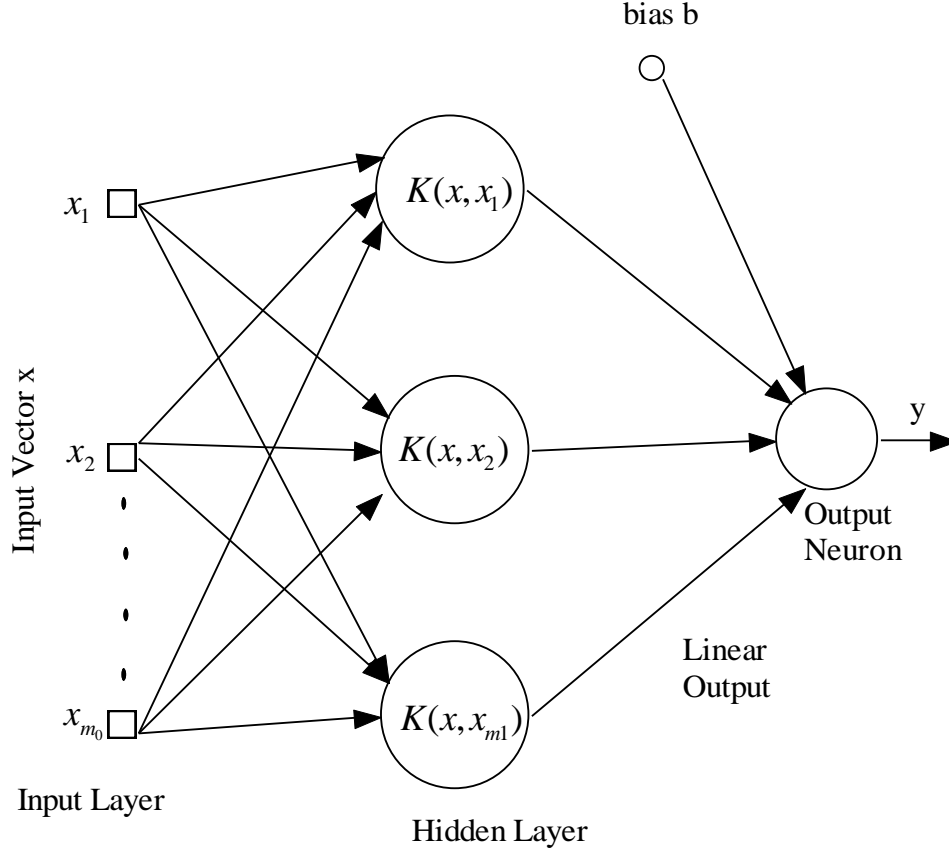 bias b
x₁
K(x, x₁)
Input Vector x
x₂
K(x, x₂)
y
Output
Neuron
Linear
Output
xₘ₀
K(x, xₘ₁)
Input Layer
Hidden Layer